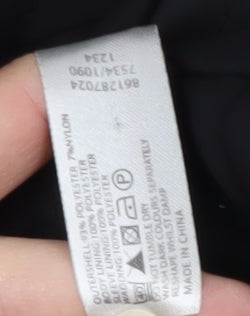 861287024
7534/1090
1234
OUTERSHELL:93% POLYESTER 7%NYLON
BODY LINING:100% POLYESTER
SLEEVE LINING:100% POLYESTER
WADDING:100% POLYESTER
P
DO NOT TUMBLE DRY
WASH DARK COLOURS SEPARATELY
RESHAPE WHILST DAMP
MADE IN CHINA